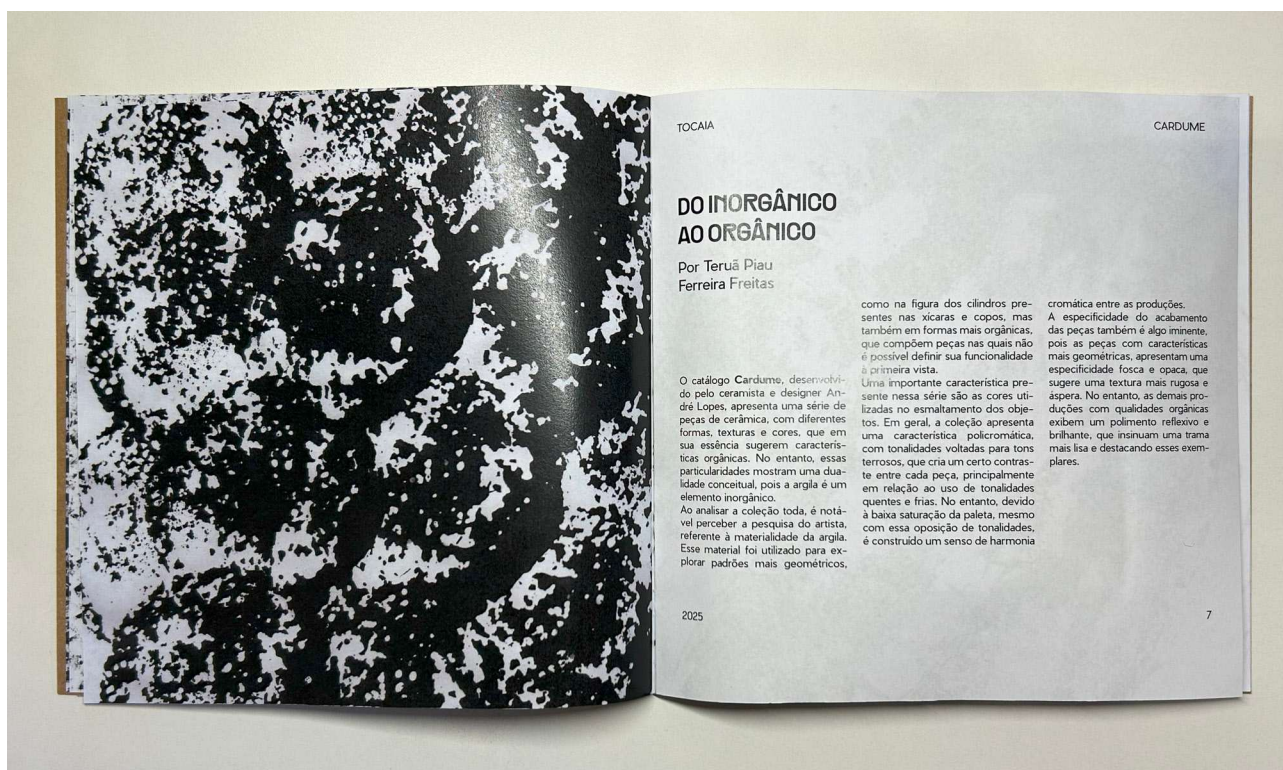 TOCAIA
CARDUME
DO INORGÂNICO
AO ORGÂNICO
Por Teruã Piau
Ferreira Freitas
O catálogo Cardume, desenvolvi-
do pelo ceramista e designer An-
dré Lopes, apresenta uma série de
peças de cerâmica, com diferentes
formas, texturas e cores, que em
sua essência sugerem caracterís-
ticas orgânicas. No entanto, essas
particularidades mostram uma dua-
lidade conceitual, pois a argila é um
elemento inorgânico.
Ao analisar a coleção toda, é notá-
vel perceber a pesquisa do artista,
referente à materialidade da argila.
Esse material foi utilizado para ex-
plorar padrões mais geométricos,
como na figura dos cilindros pre-
sentes nas xícaras e copos, mas
também em formas mais orgânicas,
que compõem peças nas quais não
é possível definir sua funcionalidade
à primeira vista.
Uma importante característica pre-
sente nessa série são as cores uti-
lizadas no esmaltamento dos obje-
tos. Em geral, a coleção apresenta
uma característica policromática,
com tonalidades voltadas para tons
terrosos, que cria um certo contras-
te entre cada peça, principalmente
em relação ao uso de tonalidades
quentes e frias. No entanto, devido
à baixa saturação da paleta, mesmo
com essa oposição de tonalidades,
é construído um senso de harmonia
cromática entre as produções.
A especificidade do acabamento
das peças também é algo iminente,
pois as peças com características
mais geométricas, apresentam uma
especificidade fosca e opaca, que
sugere uma textura mais rugosa e
áspera. No entanto, as demais pro-
duções com qualidades orgânicas
exibem um polimento reflexivo e
brilhante, que insinuam uma trama
mais lisa e destacando esses exem-
plares.
2025
7